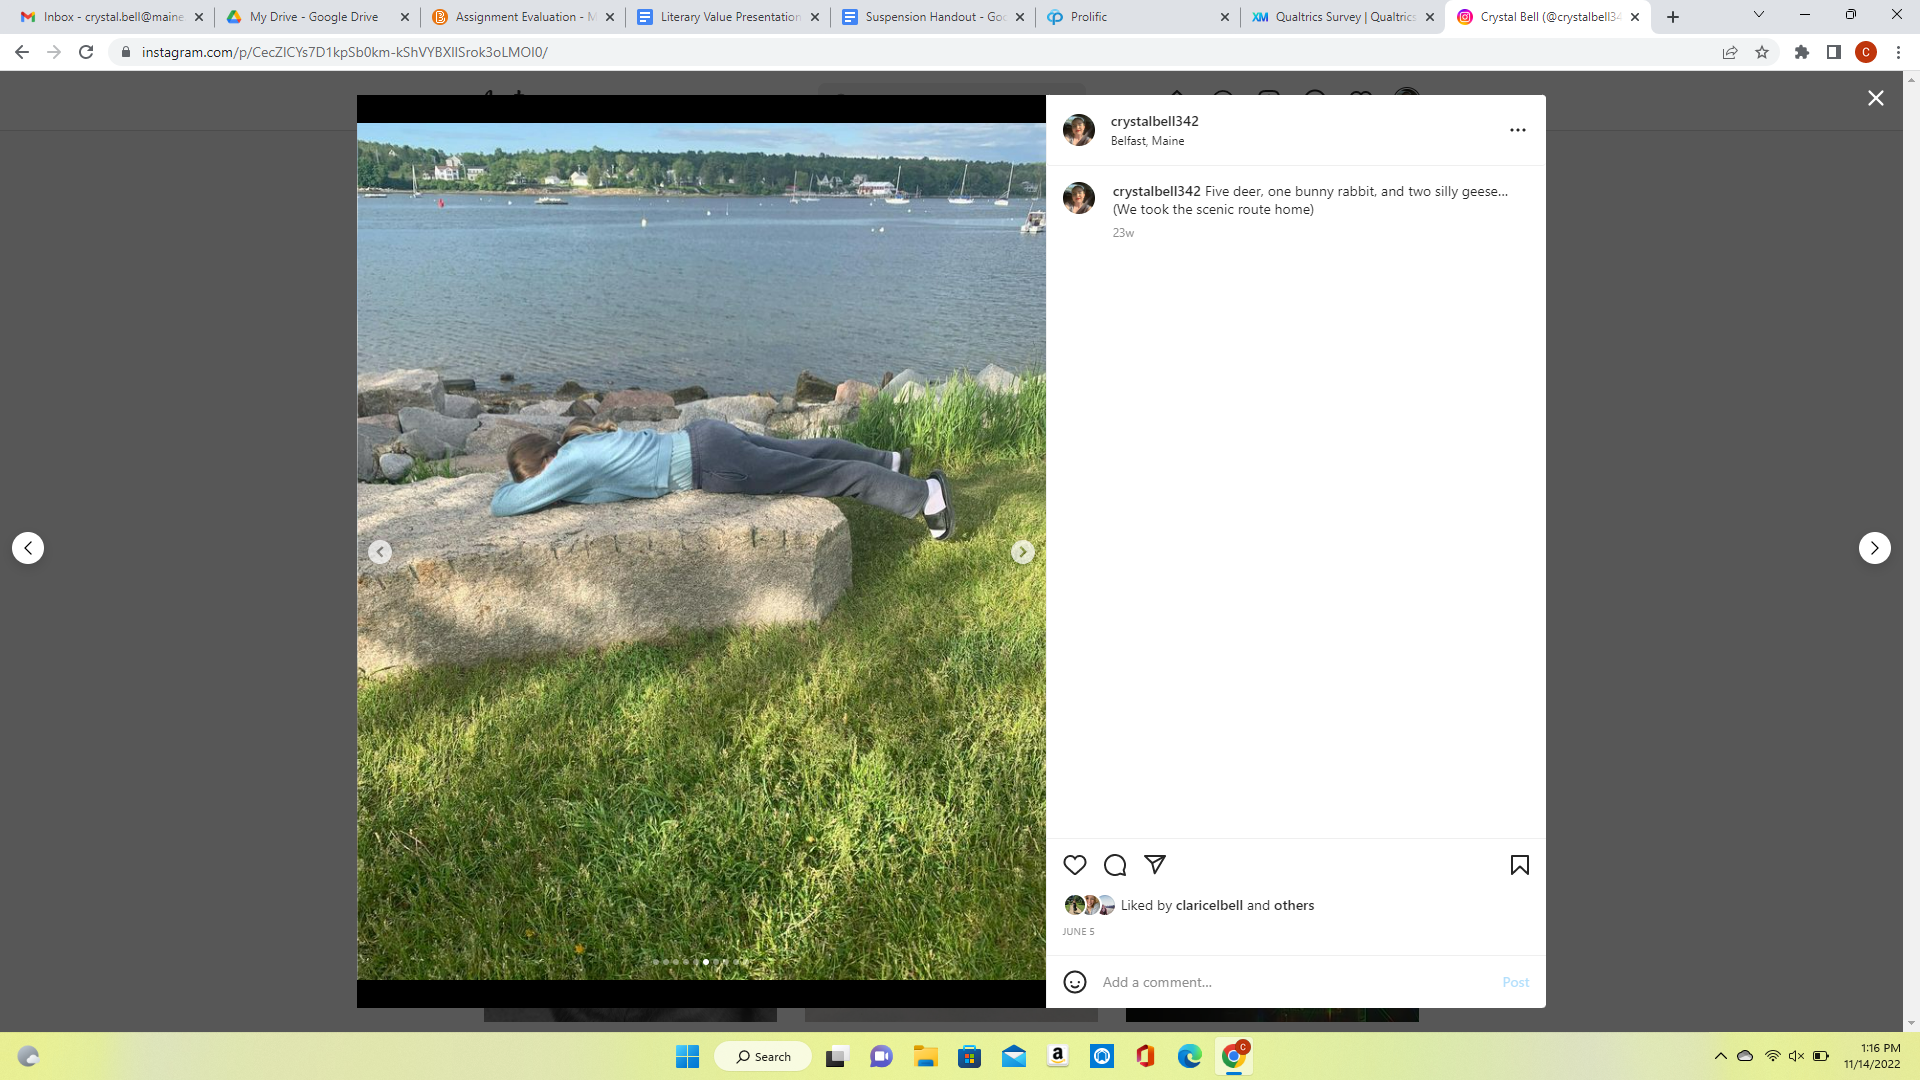 Inbox - crystal.bell@maine
My Drive - Google Drive
Assignment Evaluation - M
Literary Value Presentation
Suspension Handout - Goo
Prolific
XM Qualtrics Survey | Qualtrics
Crystal Bell (@crystalbell34
instagram.com/p/CecZICYs7D1kpSb0km-kShVYBXIlSrok3oLMOI0/
C
crystalbell342
Belfast, Maine
crystalbell342 Five deer, one bunny rabbit, and two silly geese...
(We took the scenic route home)
23w
Liked by claricelbell and others
JUNE 5
Add a comment...
Post
Search
a
C
1:16 PM
11/14/2022